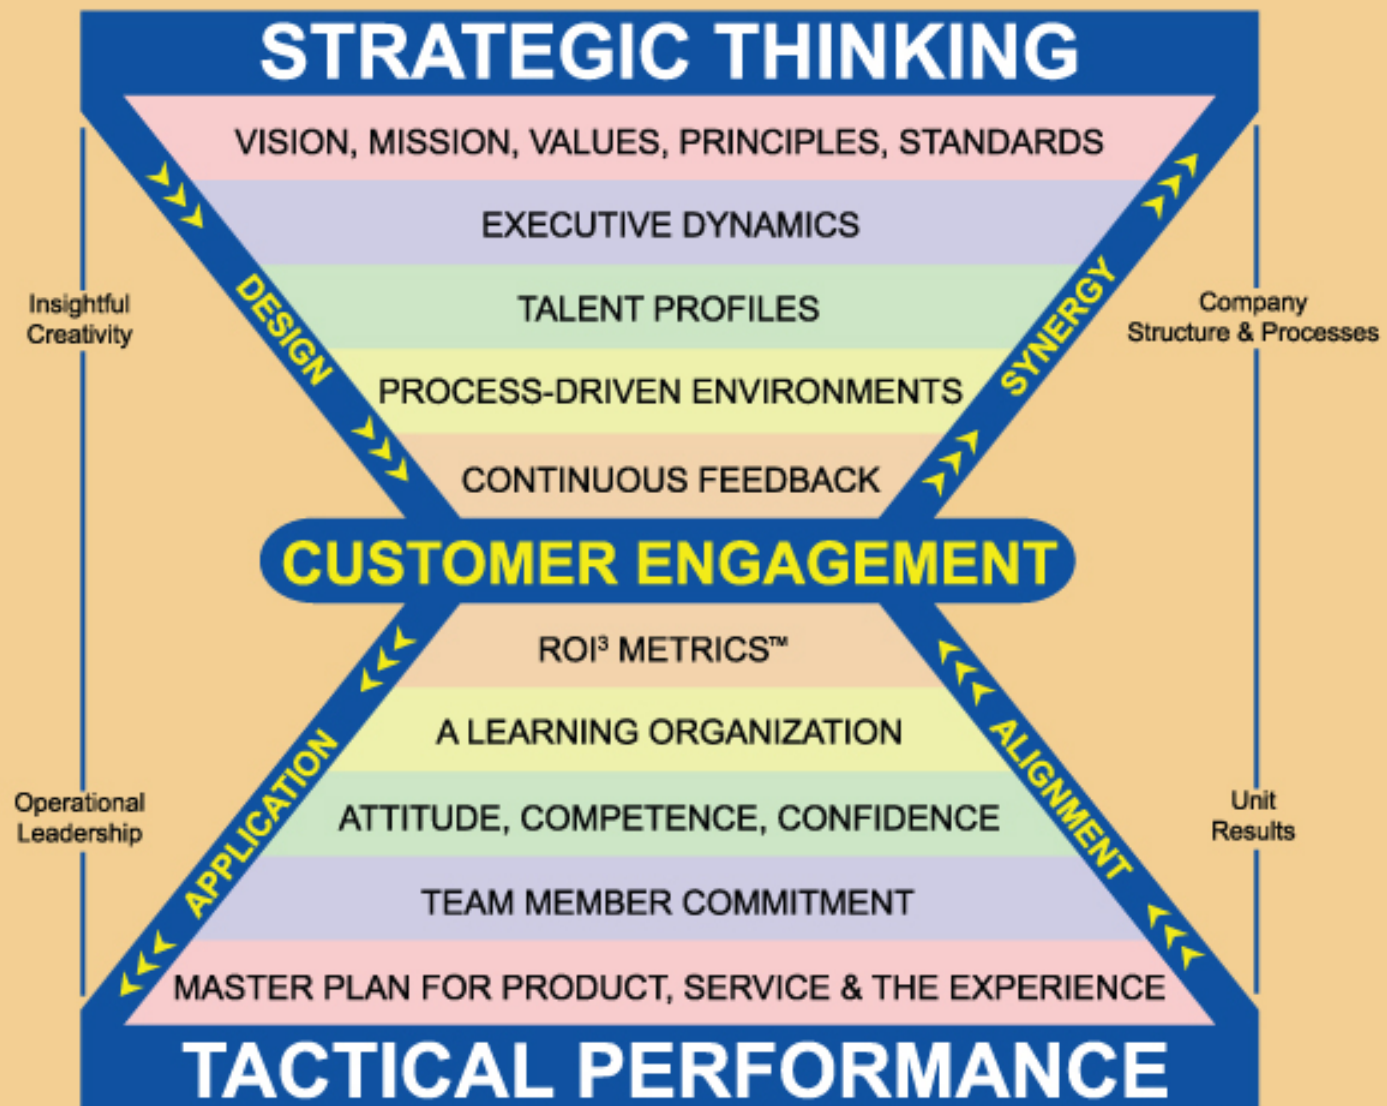 STRATEGIC THINKING
VISION, MISSION, VALUES, PRINCIPLES, STANDARDS
EXECUTIVE DYNAMICS
TALENT PROFILES
PROCESS-DRIVEN ENVIRONMENTS
CONTINUOUS FEEDBACK
DESIGN
SYNERGY
Insightful
Creativity
Company
Structure & Processes
CUSTOMER ENGAGEMENT
ROI³ METRICS™
A LEARNING ORGANIZATION
ATTITUDE, COMPETENCE, CONFIDENCE
TEAM MEMBER COMMITMENT
MASTER PLAN FOR PRODUCT, SERVICE & THE EXPERIENCE
APPLICATION
ALIGNMENT
Operational
Leadership
Unit
Results
TACTICAL PERFORMANCE